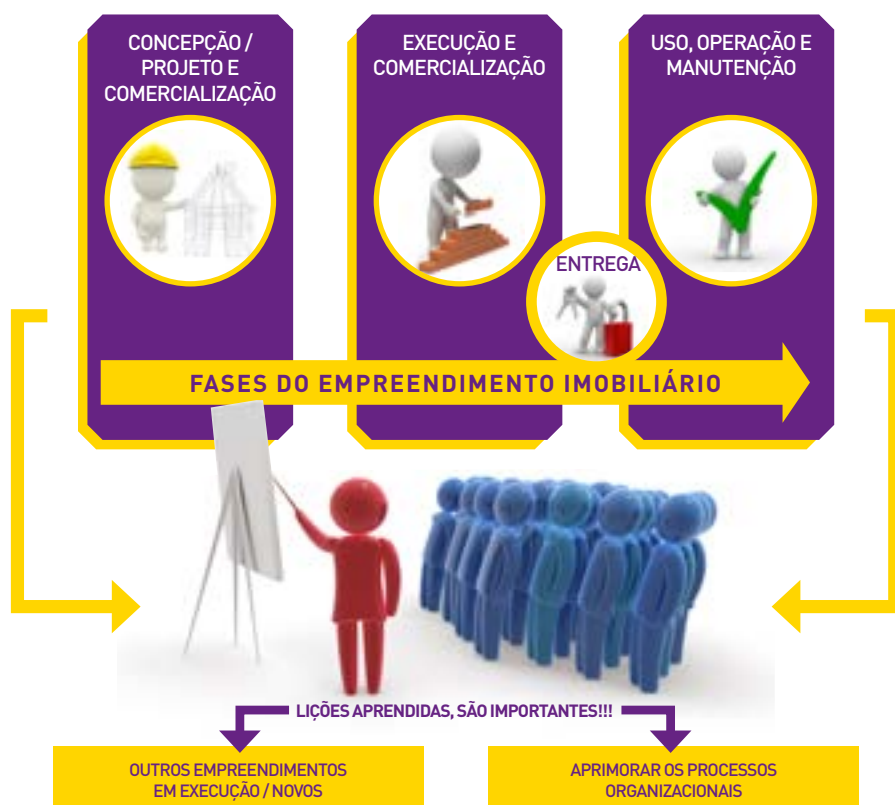 CONCEPÇÃO /
PROJETO E
COMERCIALIZAÇÃO
EXECUÇÃO E
COMERCIALIZAÇÃO
USO, OPERAÇÃO E
MANUTENÇÃO
ENTREGA
FASES DO EMPREENDIMENTO IMOBILIÁRIO
LIÇÕES APRENDIDAS, SÃO IMPORTANTES!!!
OUTROS EMPREENDIMENTOS
EM EXECUÇÃO / NOVOS
APRIMORAR OS PROCESSOS
ORGANIZACIONAIS